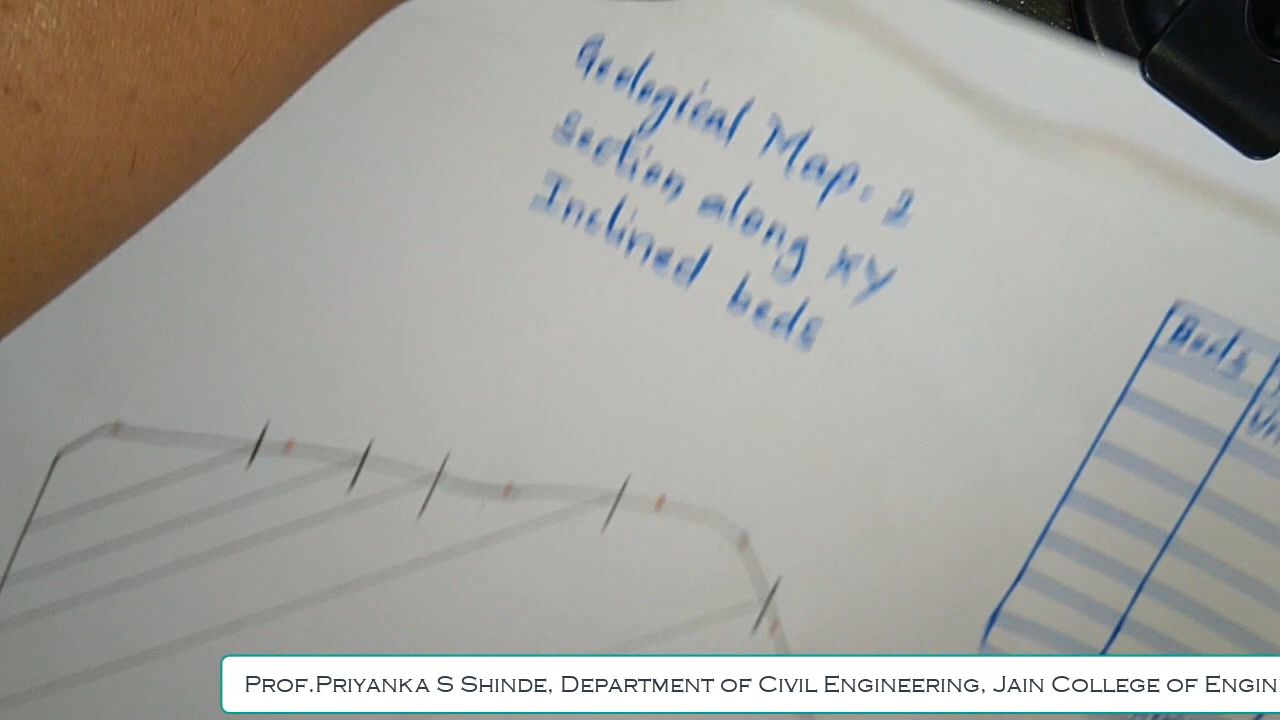 Geological Map. 2
Section along XY
Inclined beds
Beds
PROF.PRIYANKA S SHINDE, DEPARTMENT OF CIVIL ENGINEERING, JAIN COLLEGE OF ENGIN